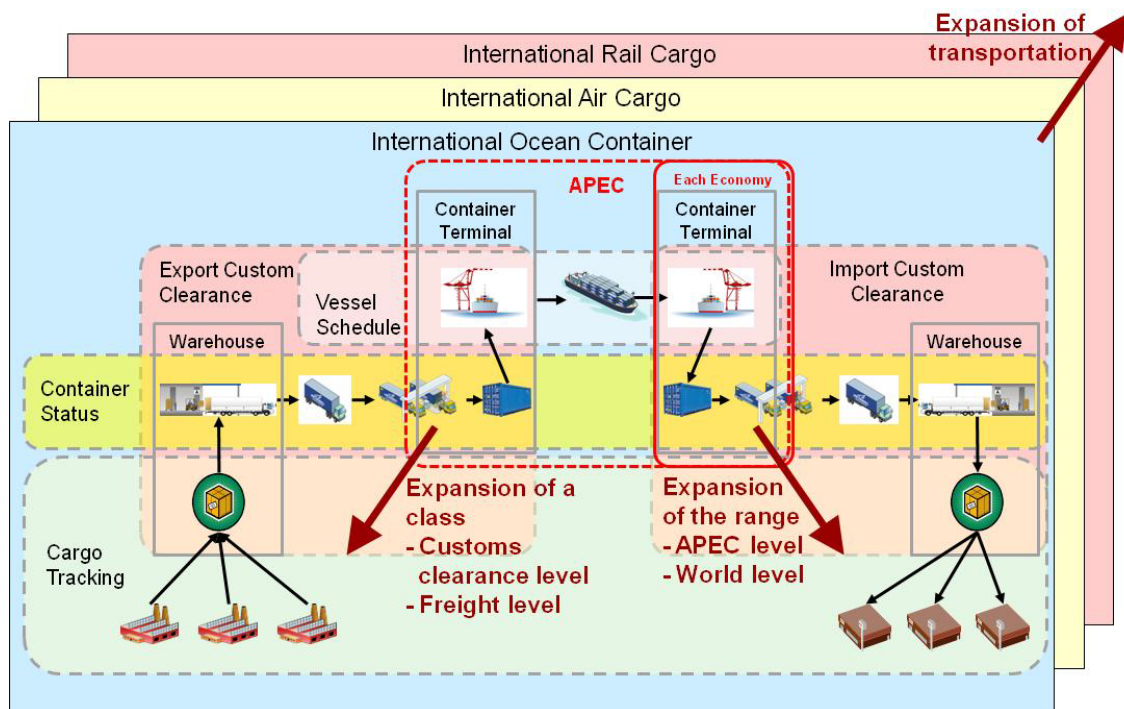 Expansion of
transportation
International Rail Cargo
International Air Cargo
International Ocean Container
APEC
Each Economy
Container
Terminal
Container
Terminal
Export Custom
Clearance
Import Custom
Clearance
Vessel
Schedule
Warehouse
Warehouse
Container
Status
Expansion of a
class
- Customs
clearance level
- Freight level
Expansion
of the range
- APEC level
- World level
Cargo
Tracking